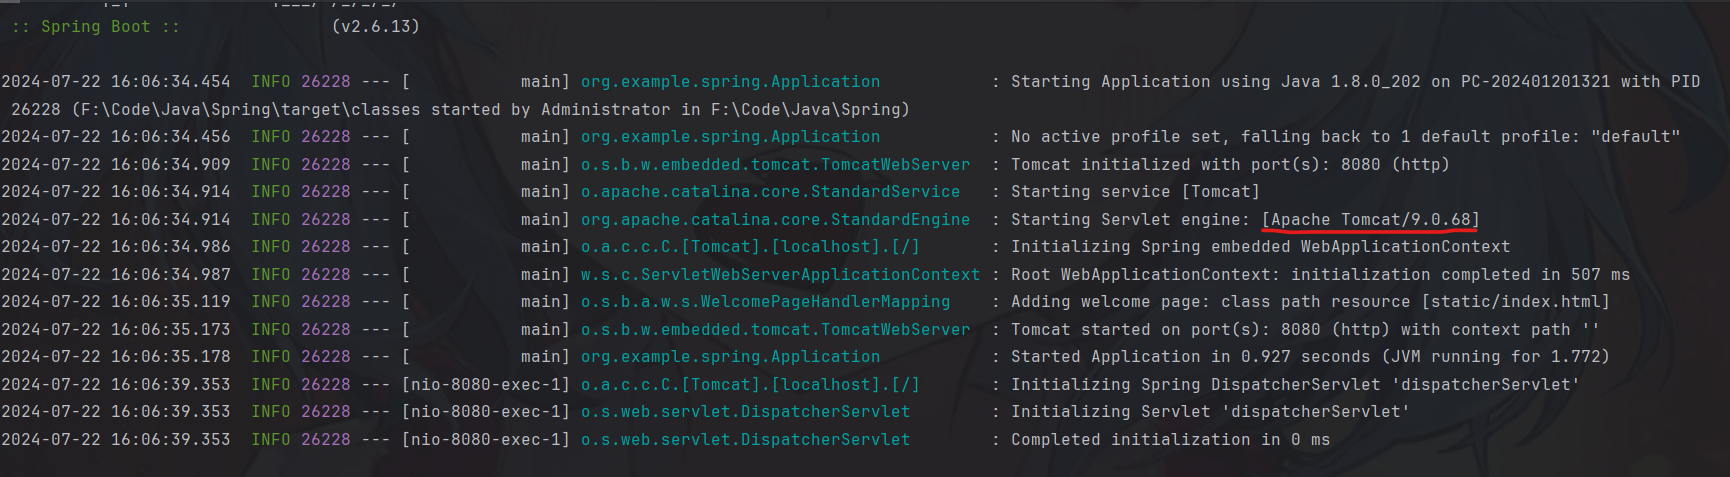 :: Spring Boot ::                (v2.6.13)
2024-07-22 16:06:34.454  INFO 26228 --- [           main] org.example.spring.Application           : Starting Application using Java 1.8.0_202 on PC-202401201321 with PID
26228 (F:\Code\Java\Spring\target\classes started by Administrator in F:\Code\Java\Spring)
2024-07-22 16:06:34.456  INFO 26228 --- [           main] org.example.spring.Application           : No active profile set, falling back to 1 default profile: "default"
2024-07-22 16:06:34.909  INFO 26228 --- [           main] o.s.b.w.embedded.tomcat.TomcatWebServer  : Tomcat initialized with port(s): 8080 (http)
2024-07-22 16:06:34.914  INFO 26228 --- [           main] o.apache.catalina.core.StandardService   : Starting service [Tomcat]
2024-07-22 16:06:34.914  INFO 26228 --- [           main] org.apache.catalina.core.StandardEngine  : Starting Servlet engine: [Apache Tomcat/9.0.68]
2024-07-22 16:06:34.986  INFO 26228 --- [           main] o.a.c.c.C.[Tomcat].[localhost].[/]       : Initializing Spring embedded WebApplicationContext
2024-07-22 16:06:34.987  INFO 26228 --- [           main] w.s.c.ServletWebServerApplicationContext : Root WebApplicationContext: initialization completed in 507 ms
2024-07-22 16:06:35.119  INFO 26228 --- [           main] o.s.b.a.w.s.WelcomePageHandlerMapping    : Adding welcome page: class path resource [static/index.html]
2024-07-22 16:06:35.173  INFO 26228 --- [           main] o.s.b.w.embedded.tomcat.TomcatWebServer  : Tomcat started on port(s): 8080 (http) with context path ''
2024-07-22 16:06:35.178  INFO 26228 --- [           main] org.example.spring.Application           : Started Application in 0.927 seconds (JVM running for 1.772)
2024-07-22 16:06:39.353  INFO 26228 --- [nio-8080-exec-1] o.a.c.c.C.[Tomcat].[localhost].[/]       : Initializing Spring DispatcherServlet 'dispatcherServlet'
2024-07-22 16:06:39.353  INFO 26228 --- [nio-8080-exec-1] o.s.web.servlet.DispatcherServlet        : Initializing Servlet 'dispatcherServlet'
2024-07-22 16:06:39.353  INFO 26228 --- [nio-8080-exec-1] o.s.web.servlet.DispatcherServlet        : Completed initialization in 0 ms